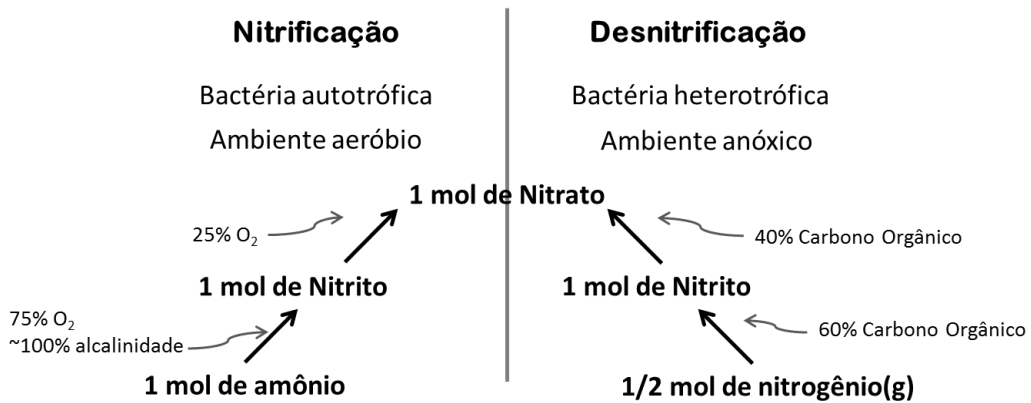 Nitrificação
Bactéria autotrófica
Ambiente aeróbio
Desnitrificação
Bactéria heterotrófica
Ambiente anóxico
1 mol de Nitrato
25% O₂
40% Carbono Orgânico
1 mol de Nitrito
1 mol de Nitrito
75% O₂
~100% alcalinidade
60% Carbono Orgânico
1 mol de amônio
1/2 mol de nitrogênio(g)